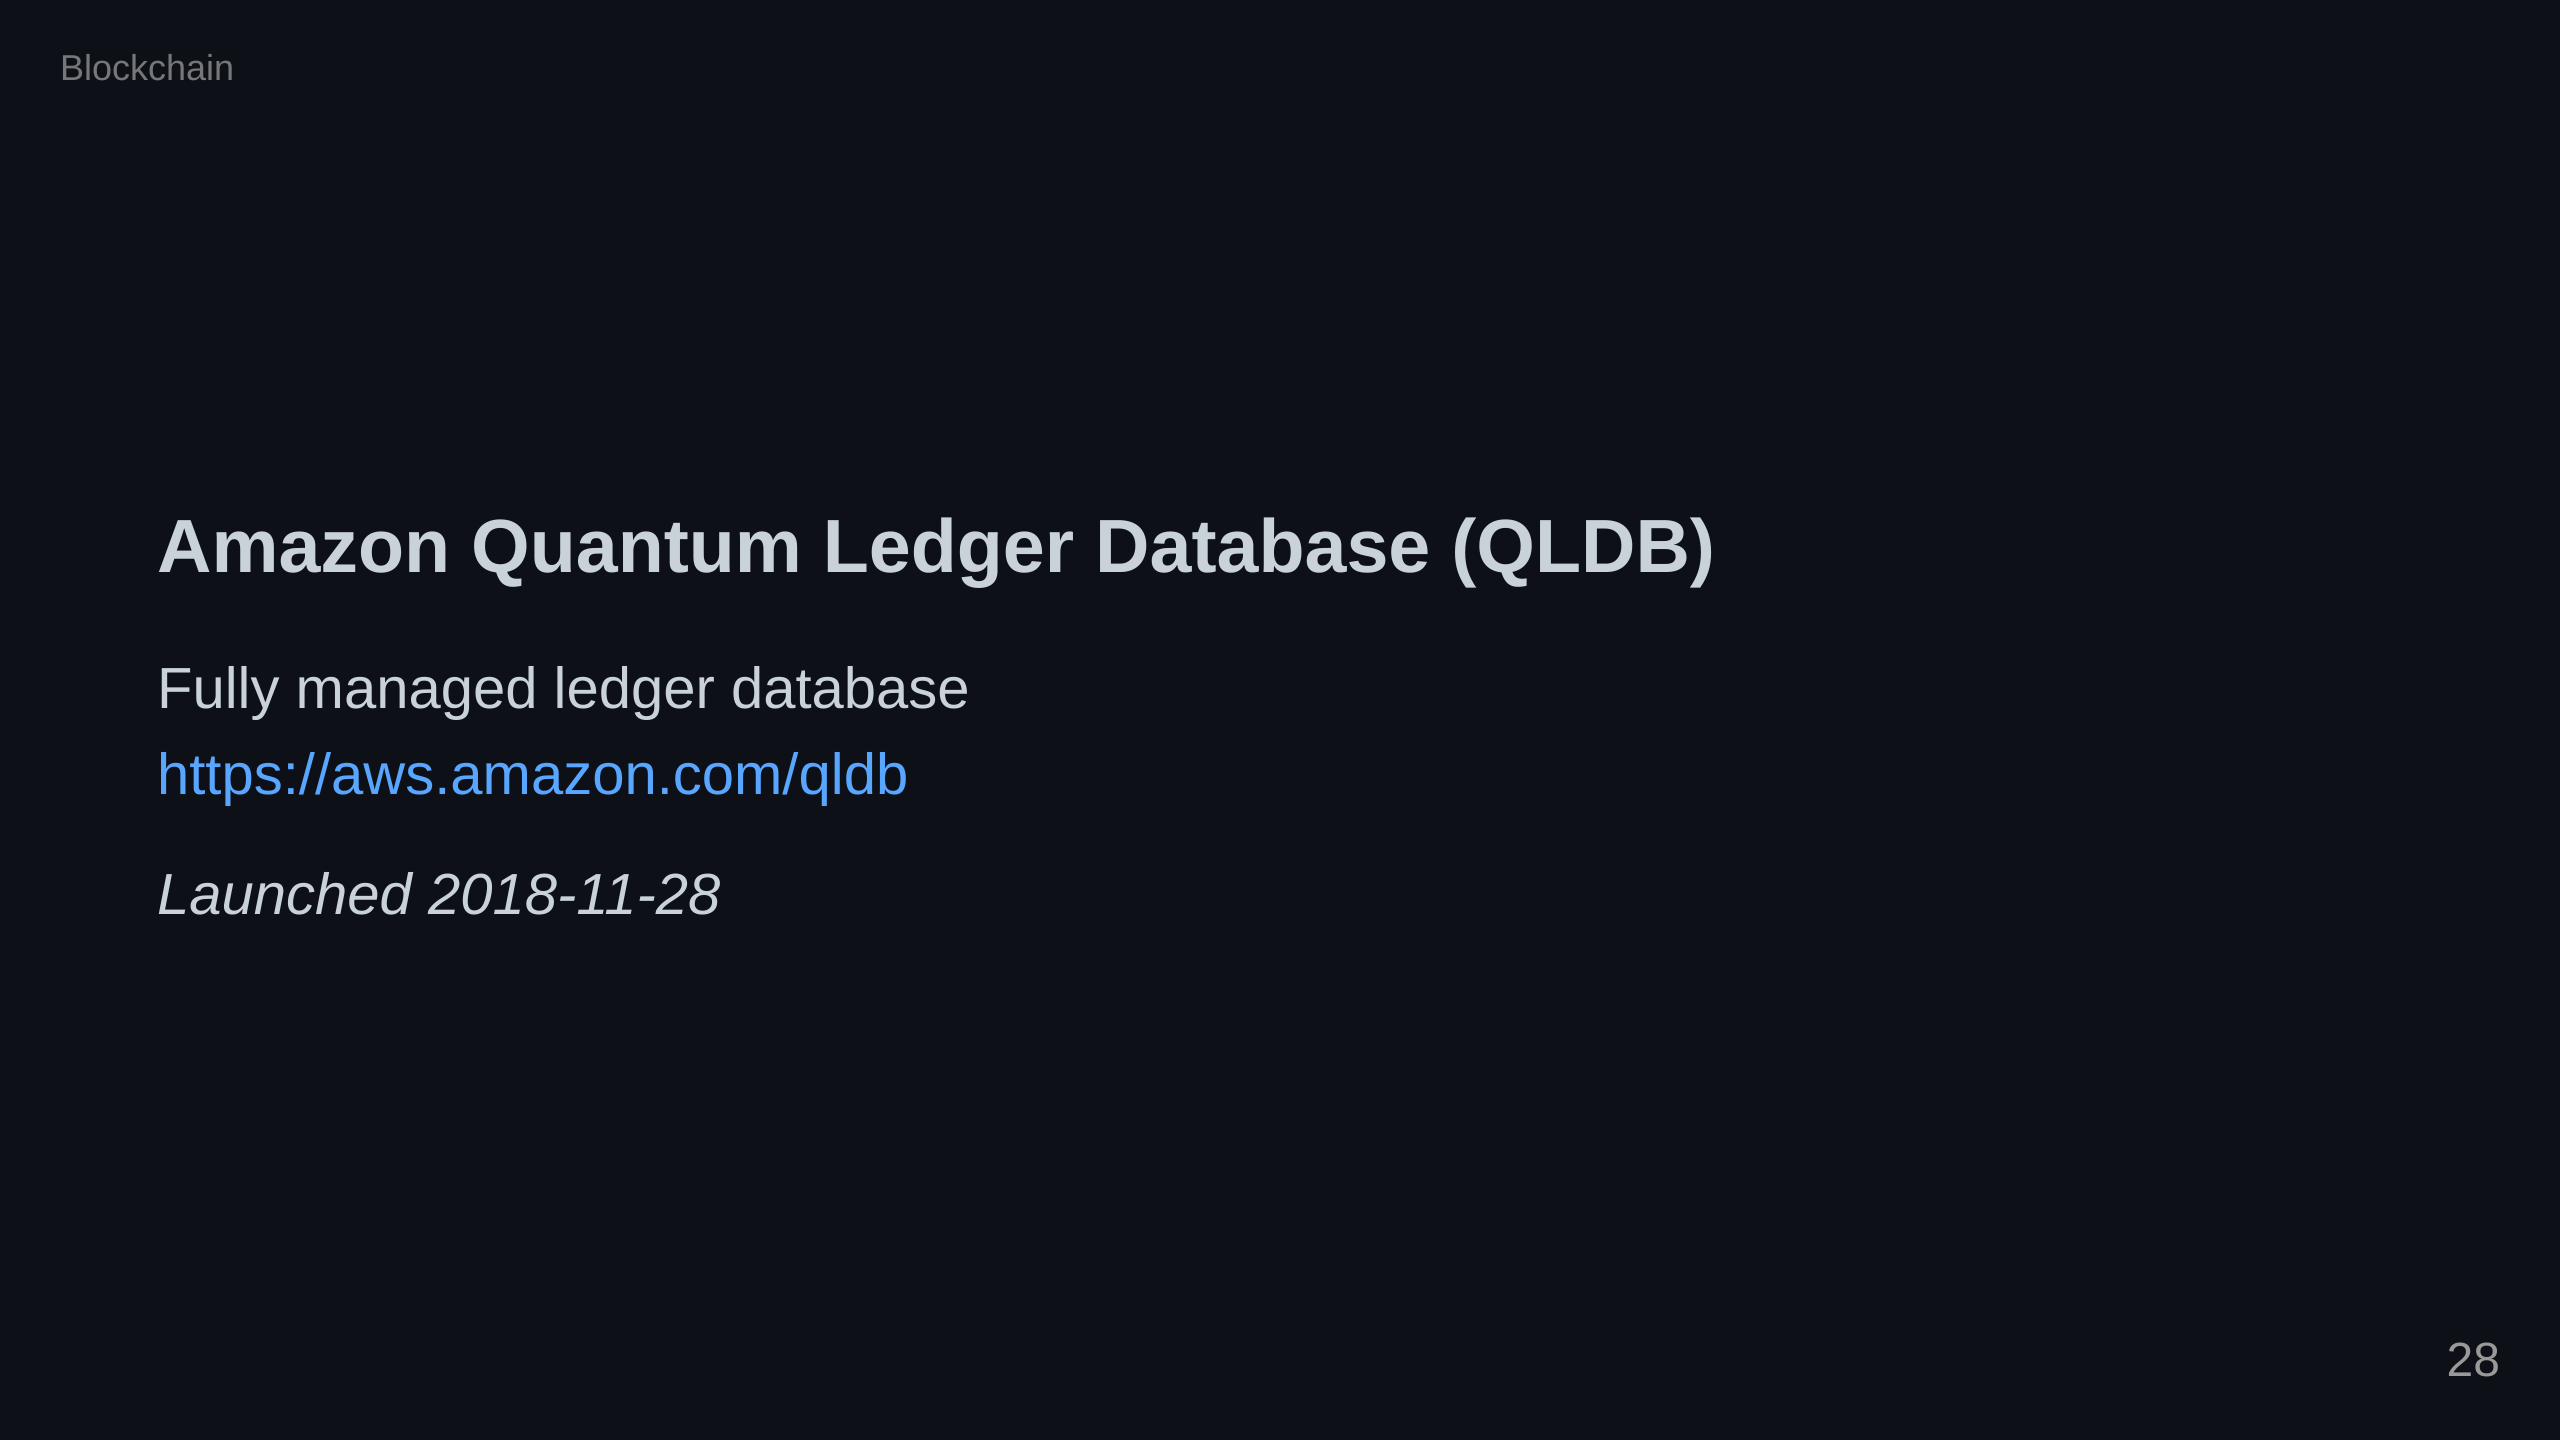 Blockchain
Amazon Quantum Ledger Database (QLDB)
Fully managed ledger database
https://aws.amazon.com/qldb
Launched 2018-11-28
28